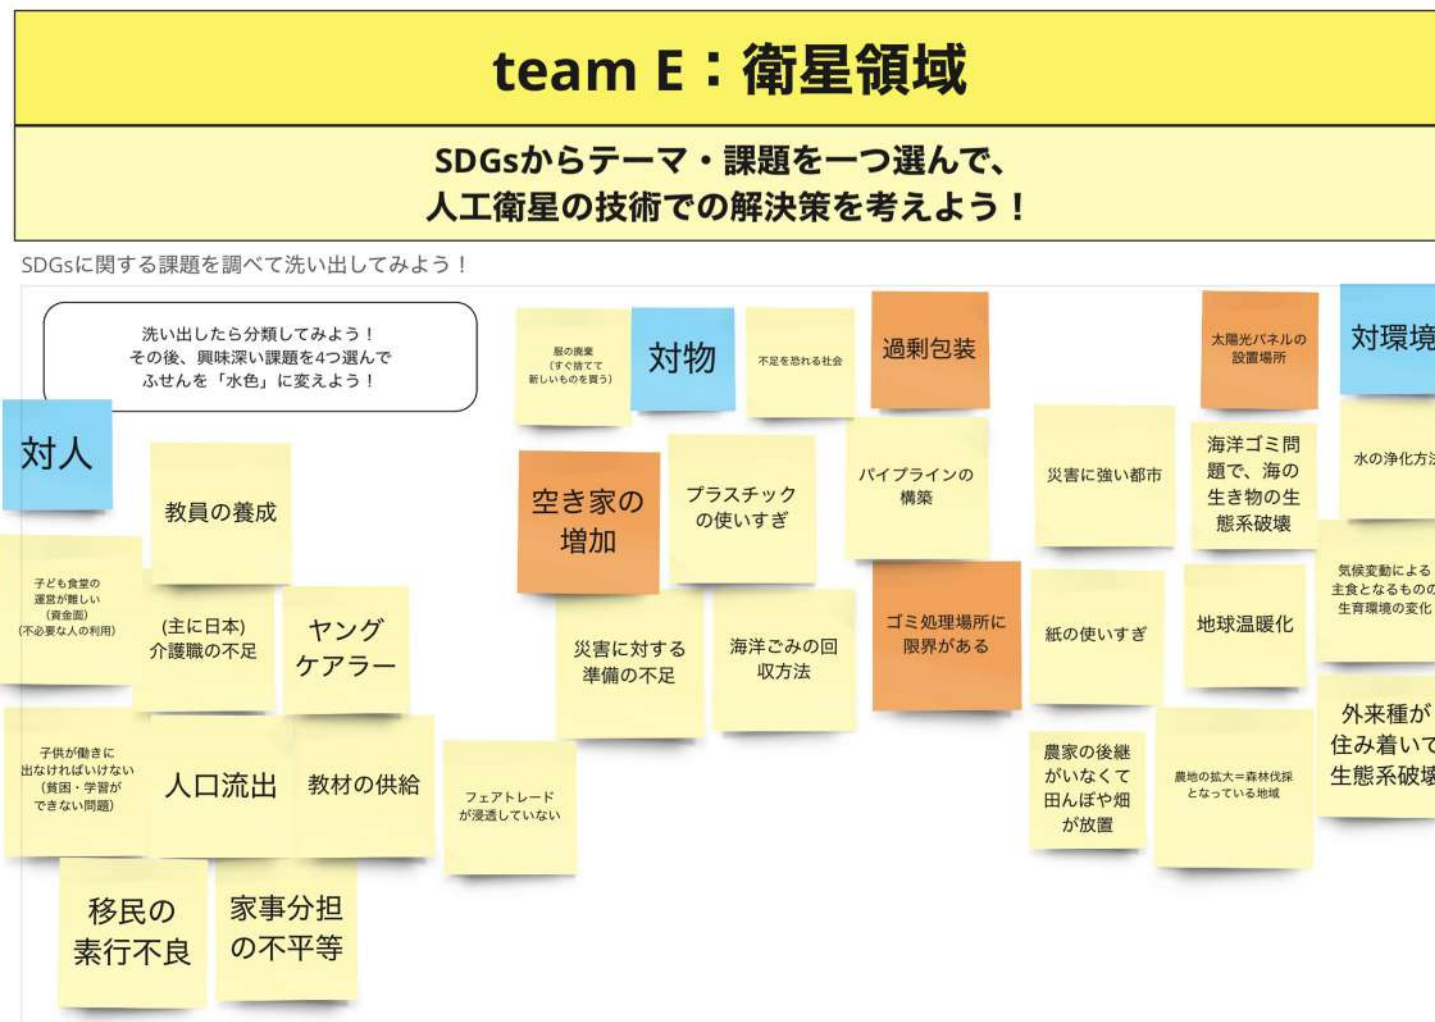 team E：衛星領域
SDGsからテーマ・課題を一つ選んで、
人工衛星の技術での解決策を考えよう！
SDGsに関する課題を調べて洗い出してみよう！
洗い出したら分類してみよう！
その後、興味深い課題を4つ選んで
ふせんを「水色」に変えよう！
対人
教員の養成
子ども食堂の
運営が難しい
（資金面）
（不必要な人の利用）
(主に日本)
介護職の不足
ヤング
ケアラー
子供が働きに
出なければいけない
（貧困・学習が
できない問題）
人口流出
教材の供給
移民の
素行不良
家事分担
の不平等
フェアトレード
が浸透していない
服の廃棄
（すぐ捨てて
新しいものを買う）
対物
不足を恐れる社会
過剰包装
空き家の
増加
プラスチック
の使いすぎ
パイプラインの
構築
災害に対する
準備の不足
海洋ごみの回
収方法
ゴミ処理場所に
限界がある
太陽光パネルの
設置場所
対環境
災害に強い都市
海洋ゴミ問
題で、海の
生き物の生
態系破壊
水の浄化方法
紙の使いすぎ
地球温暖化
気候変動による
主食となるものの
生育環境の変化
農家の後継
がいなくて
田んぼや畑
が放置
農地の拡大＝森林伐採
となっている地域
外来種が
住み着いて
生態系破壊